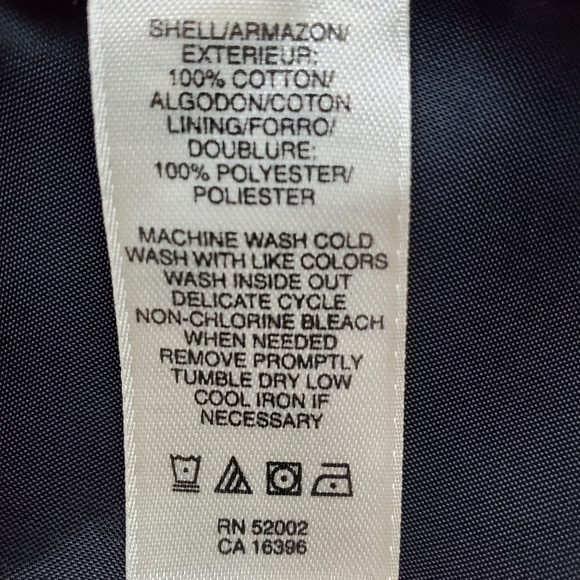 SHELL/ARMAZON/
EXTERIEUR:
100% COTTON/
ALGODON/COTON
LINING/FORRO/
DOUBLURE:
100% POLYESTER/
POLIESTER
MACHINE WASH COLD
WASH WITH LIKE COLORS
WASH INSIDE OUT
DELICATE CYCLE
NON-CHLORINE BLEACH
WHEN NEEDED
REMOVE PROMPTLY
TUMBLE DRY LOW
COOL IRON IF
NECESSARY
RN 52002
CA 16396